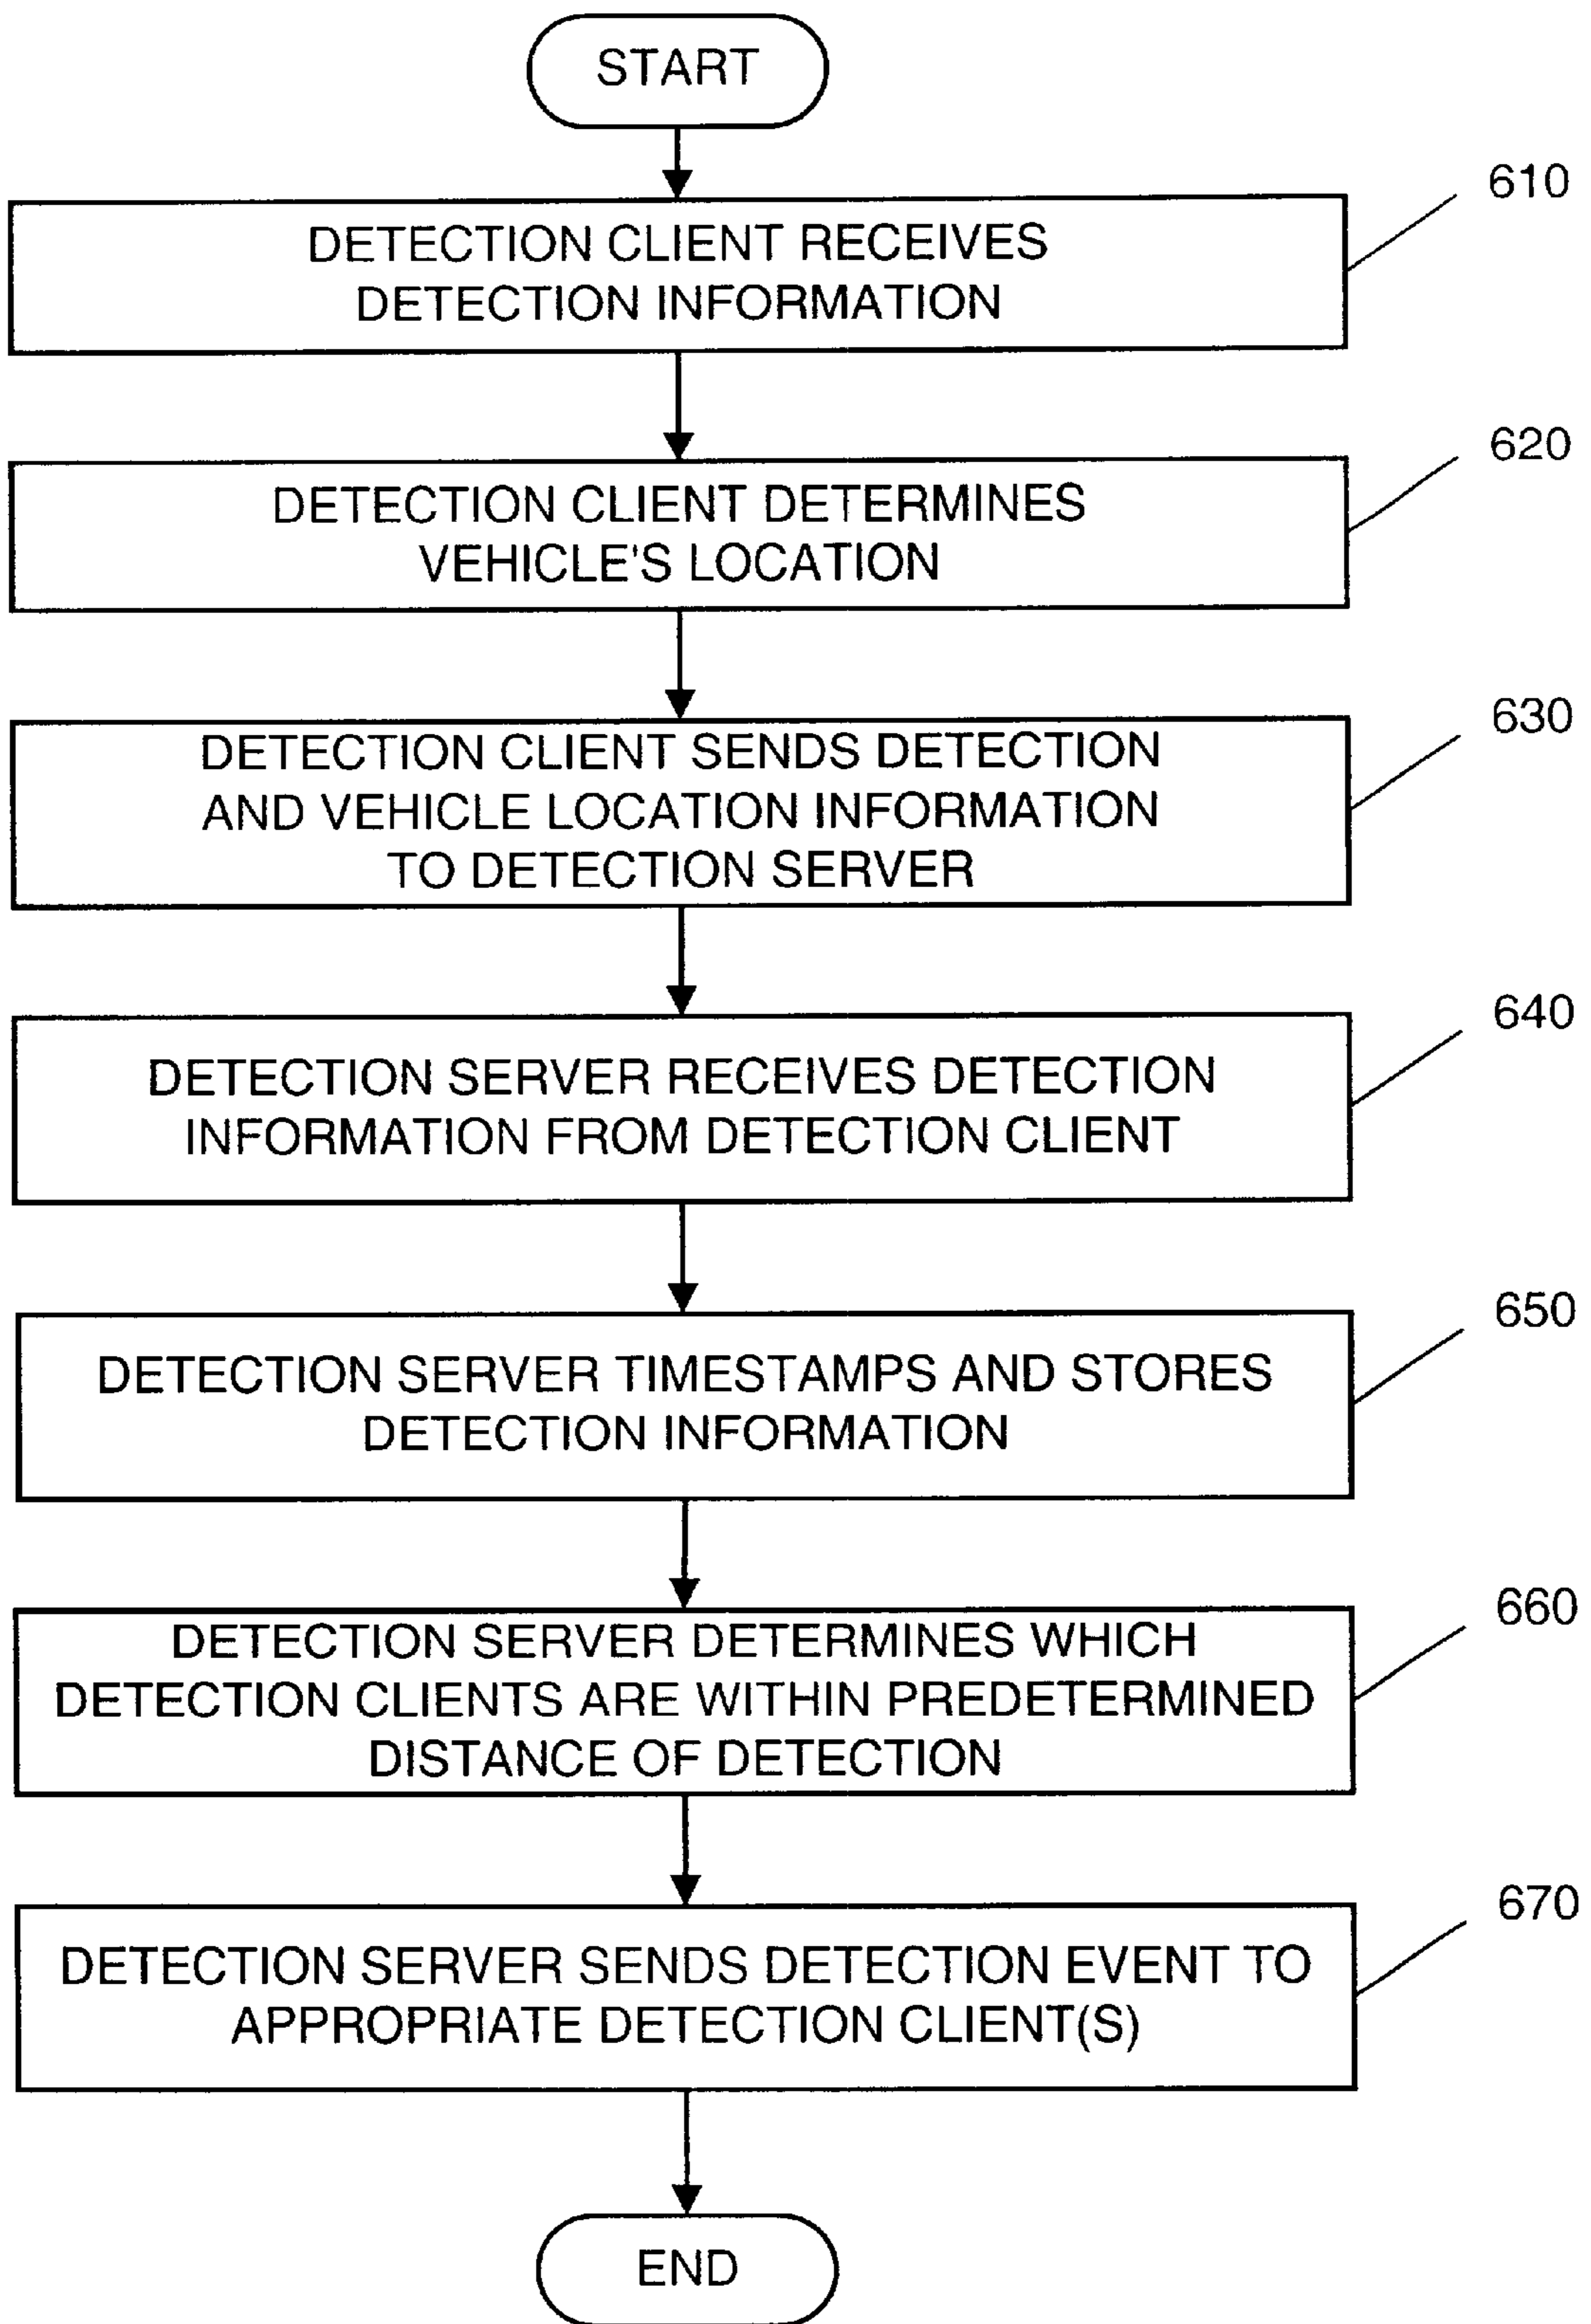 START
610
DETECTION CLIENT RECEIVES
DETECTION INFORMATION
620
DETECTION CLIENT DETERMINES
VEHICLE'S LOCATION
630
DETECTION CLIENT SENDS DETECTION
AND VEHICLE LOCATION INFORMATION
TO DETECTION SERVER
640
DETECTION SERVER RECEIVES DETECTION
INFORMATION FROM DETECTION CLIENT
650
DETECTION SERVER TIMESTAMPS AND STORES
DETECTION INFORMATION
660
DETECTION SERVER DETERMINES WHICH
DETECTION CLIENTS ARE WITHIN PREDETERMINED
DISTANCE OF DETECTION
670
DETECTION SERVER SENDS DETECTION EVENT TO
APPROPRIATE DETECTION CLIENT(S)
END